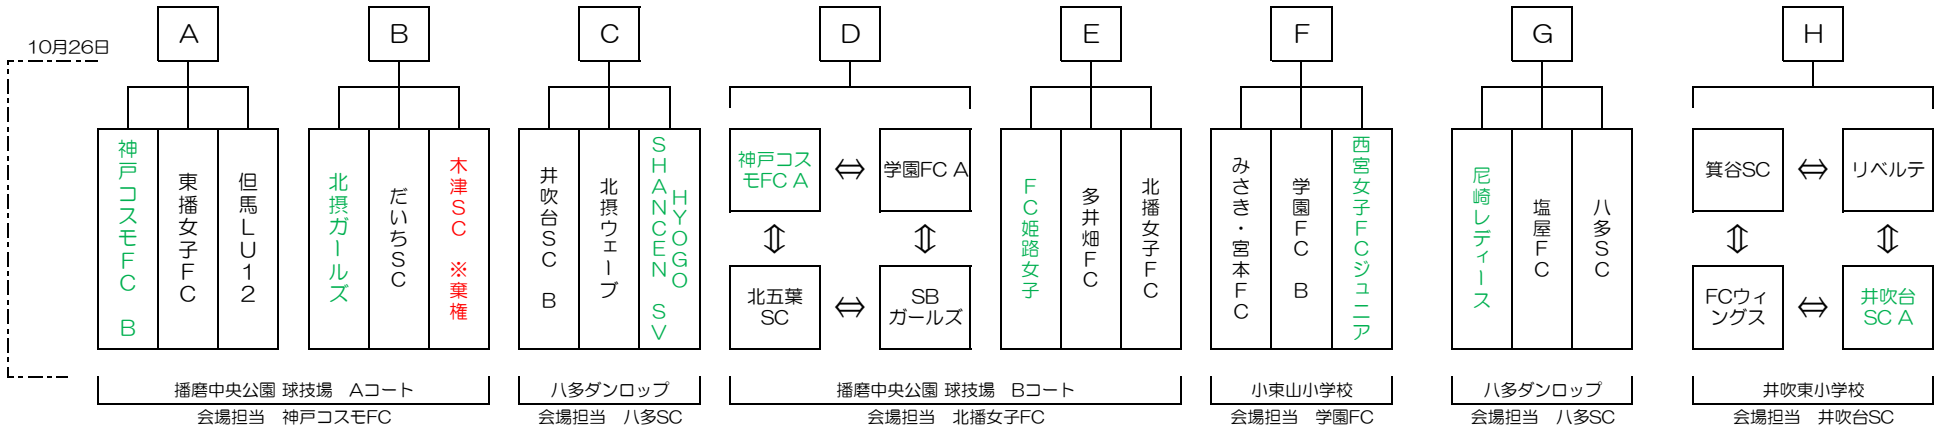 A
B
C
D
E
F
G
H
10月26日
神戸コスモFC　B
東播女子FC
但馬LU12
北摂ガールズ
だいちSC
木津SC　※棄権
井吹台SC　B
北摂ウェーブ
SHANCEN　SV
HYOGO
神戸コス
モFC A
学園FC A
北五葉
SC
SB
ガールズ
FC姫路女子
多井畑FC
北播女子FC
みさき・宮本FC
学園FC　B
西宮女子FCジュニア
尼崎レディース
塩屋FC
八多SC
箕谷SC
リベルテ
FCウィ
ングス
井吹台
SC A
播磨中央公園 球技場　Aコート
八多ダンロップ
播磨中央公園 球技場　Bコート
小束山小学校
八多ダンロップ
井吹東小学校
会場担当　神戸コスモFC
会場担当　八多SC
会場担当　北播女子FC
会場担当　学園FC
会場担当　八多SC
会場担当　井吹台SC